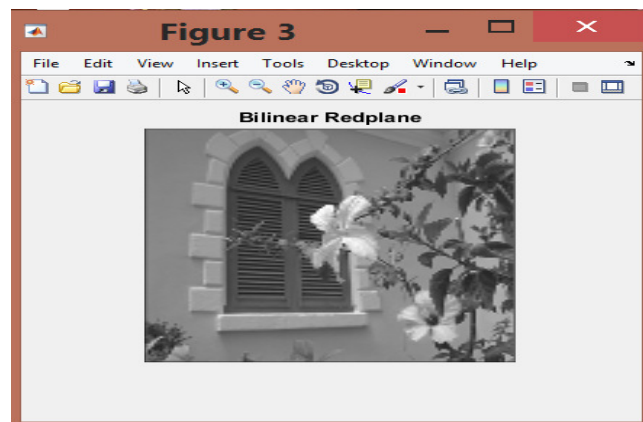 Figure 3
File Edit View Insert Tools Desktop Window Help
Bilinear Redplane